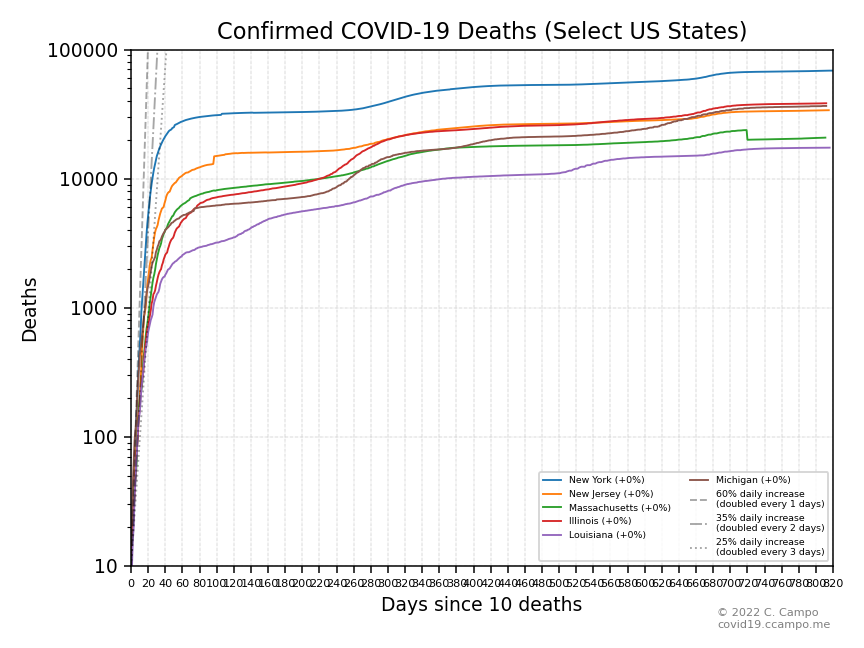 Confirmed COVID-19 Deaths (Select US States)
100000
10000
1000
100
10
Deaths
New York (+0%)
New Jersey (+0%)
Massachusetts (+0%)
Illinois (+0%)
Louisiana (+0%)
Michigan (+0%)
60% daily increase
(doubled every 1 days)
35% daily increase
(doubled every 2 days)
25% daily increase
(doubled every 3 days)
0 20 40 60 80 100 120 140 160 180 200 220 240 260 280 300 320 340 360 380 400 420 440 460 480 500 520 540 560 580 600 620 640 660 680 700 720 740 760 780 800 820
Days since 10 deaths
© 2022 C. Campo
covid19.ccampo.me